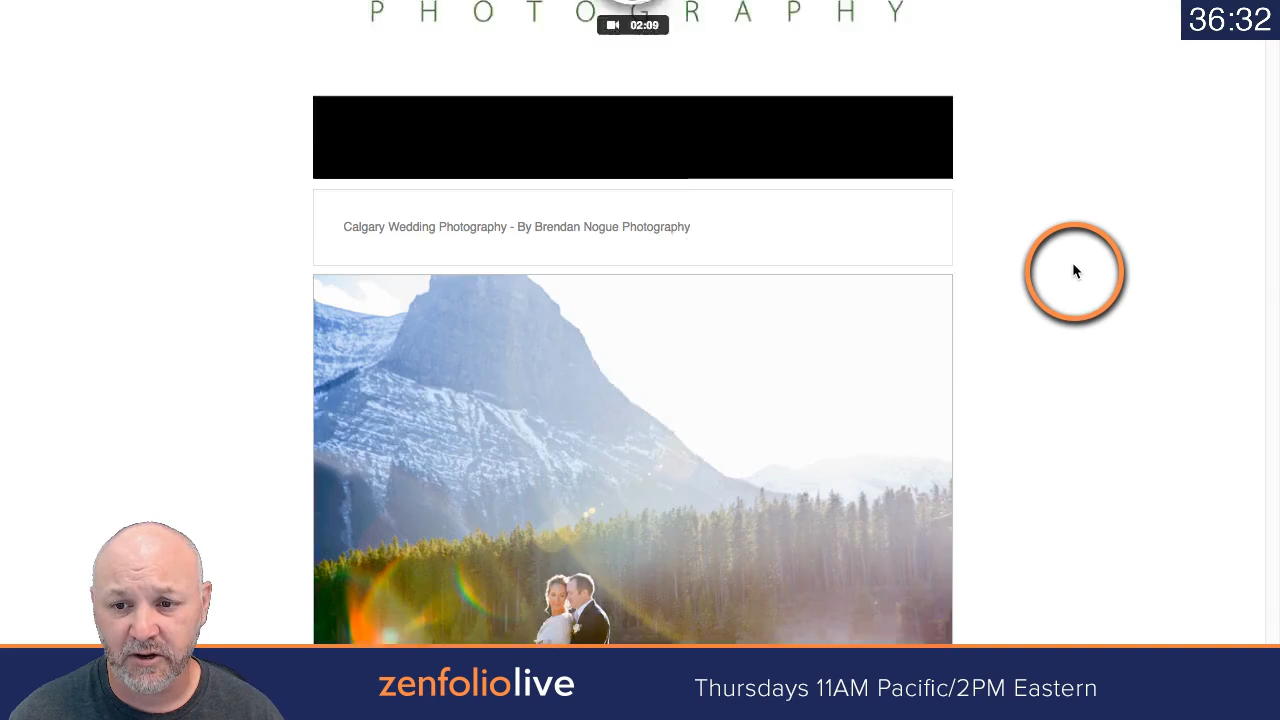 PHOTOGRAPHY
36:32
02:09
Calgary Wedding Photography - By Brendan Nogue Photography
zenfoliolive
Thursdays 11AM Pacific/2PM Eastern